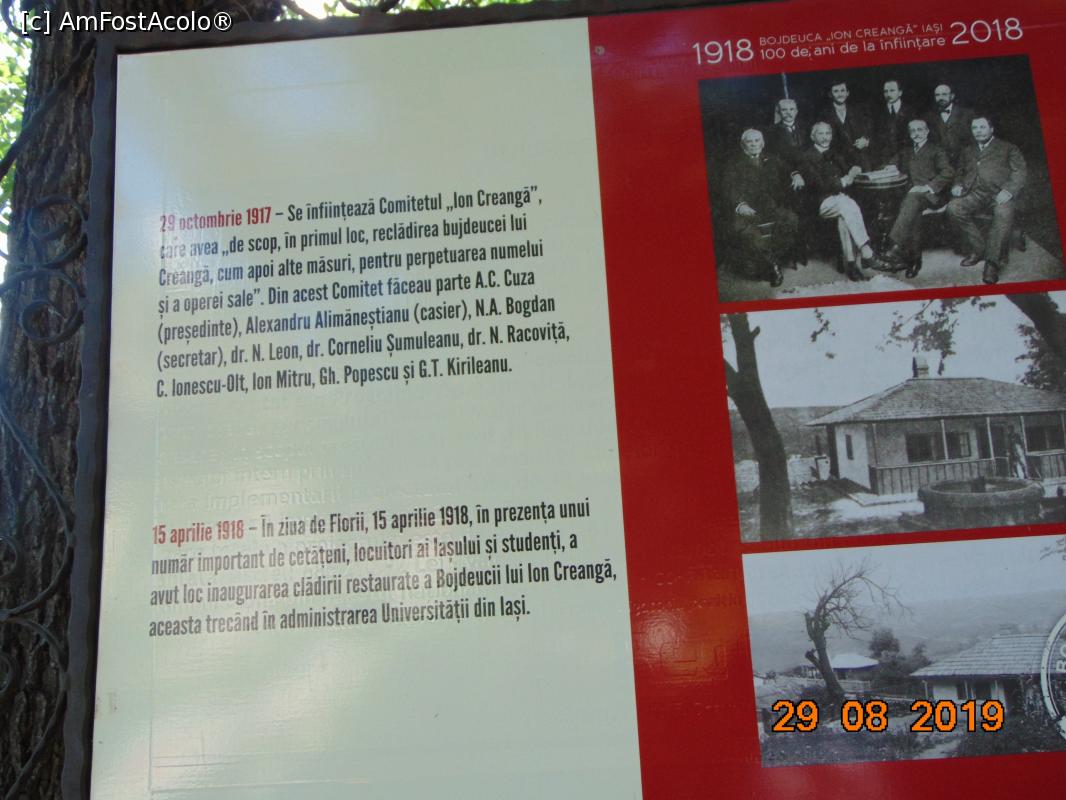 [c] AmFostAcolo®
1918 BOJDEUCA „ION CREANGĂ” IAȘI 2018
100 de ani de la înființare
29 octombrie 1917 – Se înființează Comitetul „Ion Creangă”,
care avea „de scop, în primul loc, reclădirea bujdeucei lui
Creangă, cum apoi alte măsuri, pentru perpetuarea numelui
și a operei sale”. Din acest Comitet făceau parte A.C. Cuza
(președinte), Alexandru Alimăneștianu (casier), N.A. Bogdan
(secretar), dr. N. Leon, dr. Corneliu Șumuleanu, dr. N. Racoviță,
C. Ionescu-Olt, Ion Mitru, Gh. Popescu și G.T. Kirileanu.
15 aprilie 1918 – În ziua de Florii, 15 aprilie 1918, în prezența unui
număr important de cetățeni, locuitori ai Iașului și studenți, a
avut loc inaugurarea clădirii restaurate a Bojdeucii lui Ion Creangă,
aceasta trecând în administrarea Universității din Iași.
29 08 2019